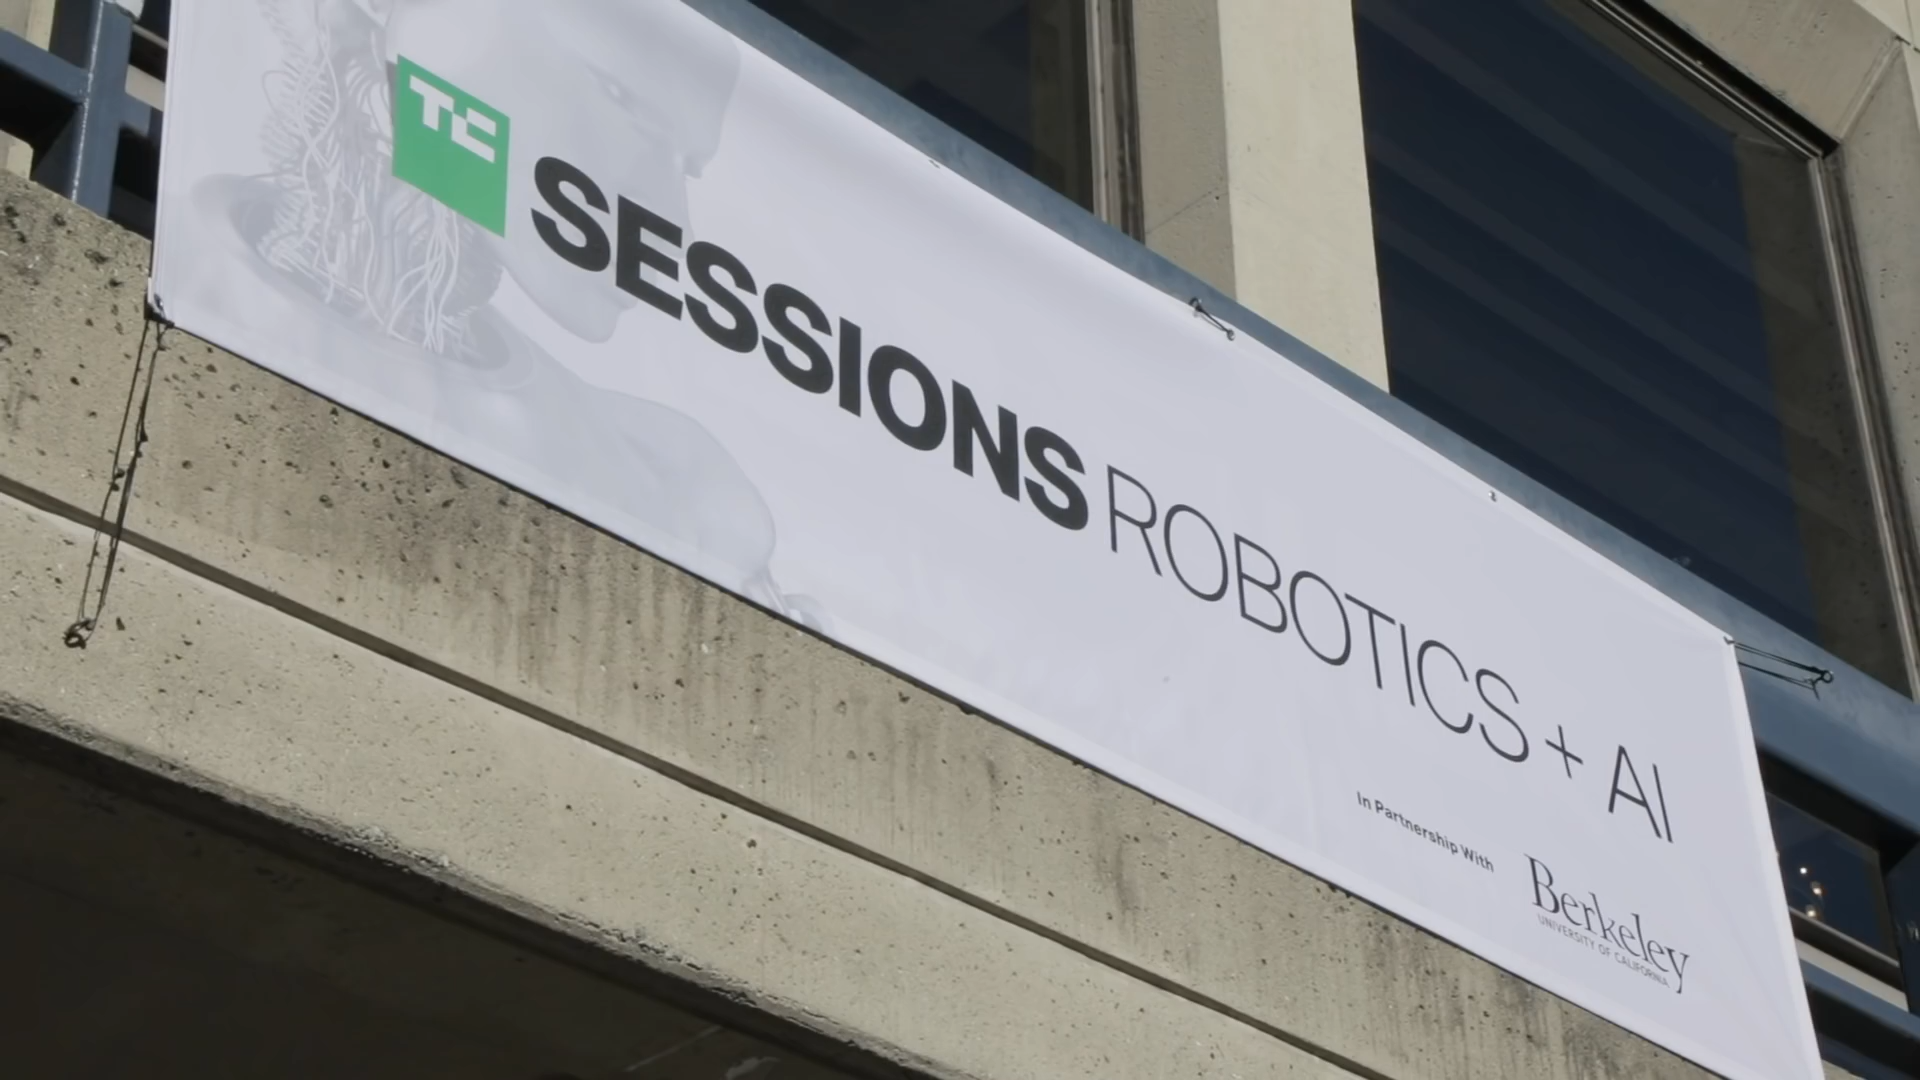 TC SESSIONS ROBOTICS + AI
In Partnership With
Berkeley
UNIVERSITY OF CALIFORNIA